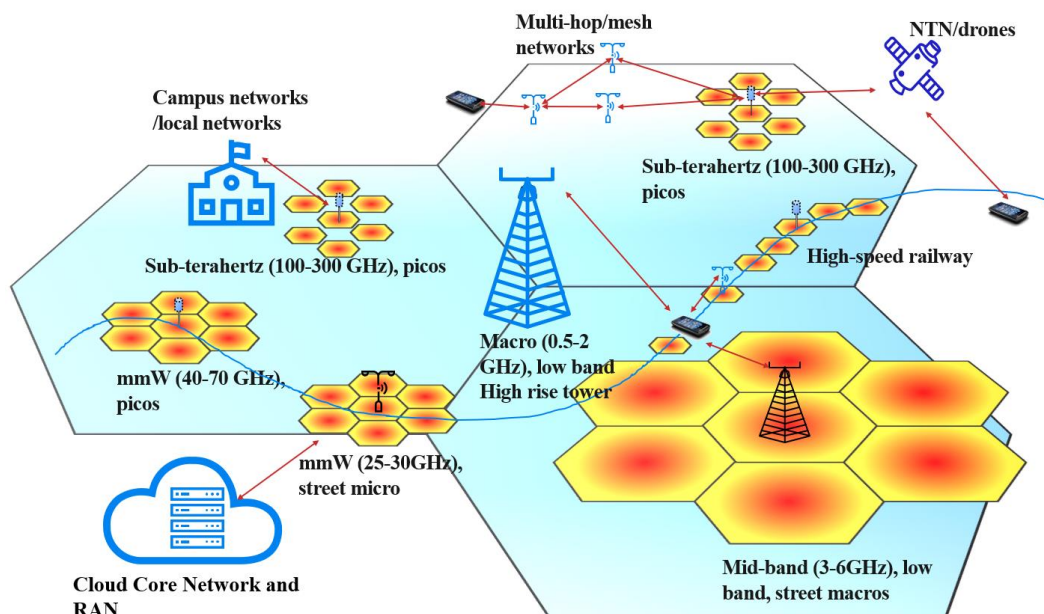 Multi-hop/mesh
networks
NTN/drones
Campus networks
/local networks
Sub-terahertz (100-300 GHz),
picos
High-speed railway
Sub-terahertz (100-300 GHz), picos
Macro (0.5-2
GHz), low band
High rise tower
mmW (40-70 GHz),
picos
mmW (25-30GHz),
street micro
Mid-band (3-6GHz), low
band, street macros
Cloud Core Network and
RAN